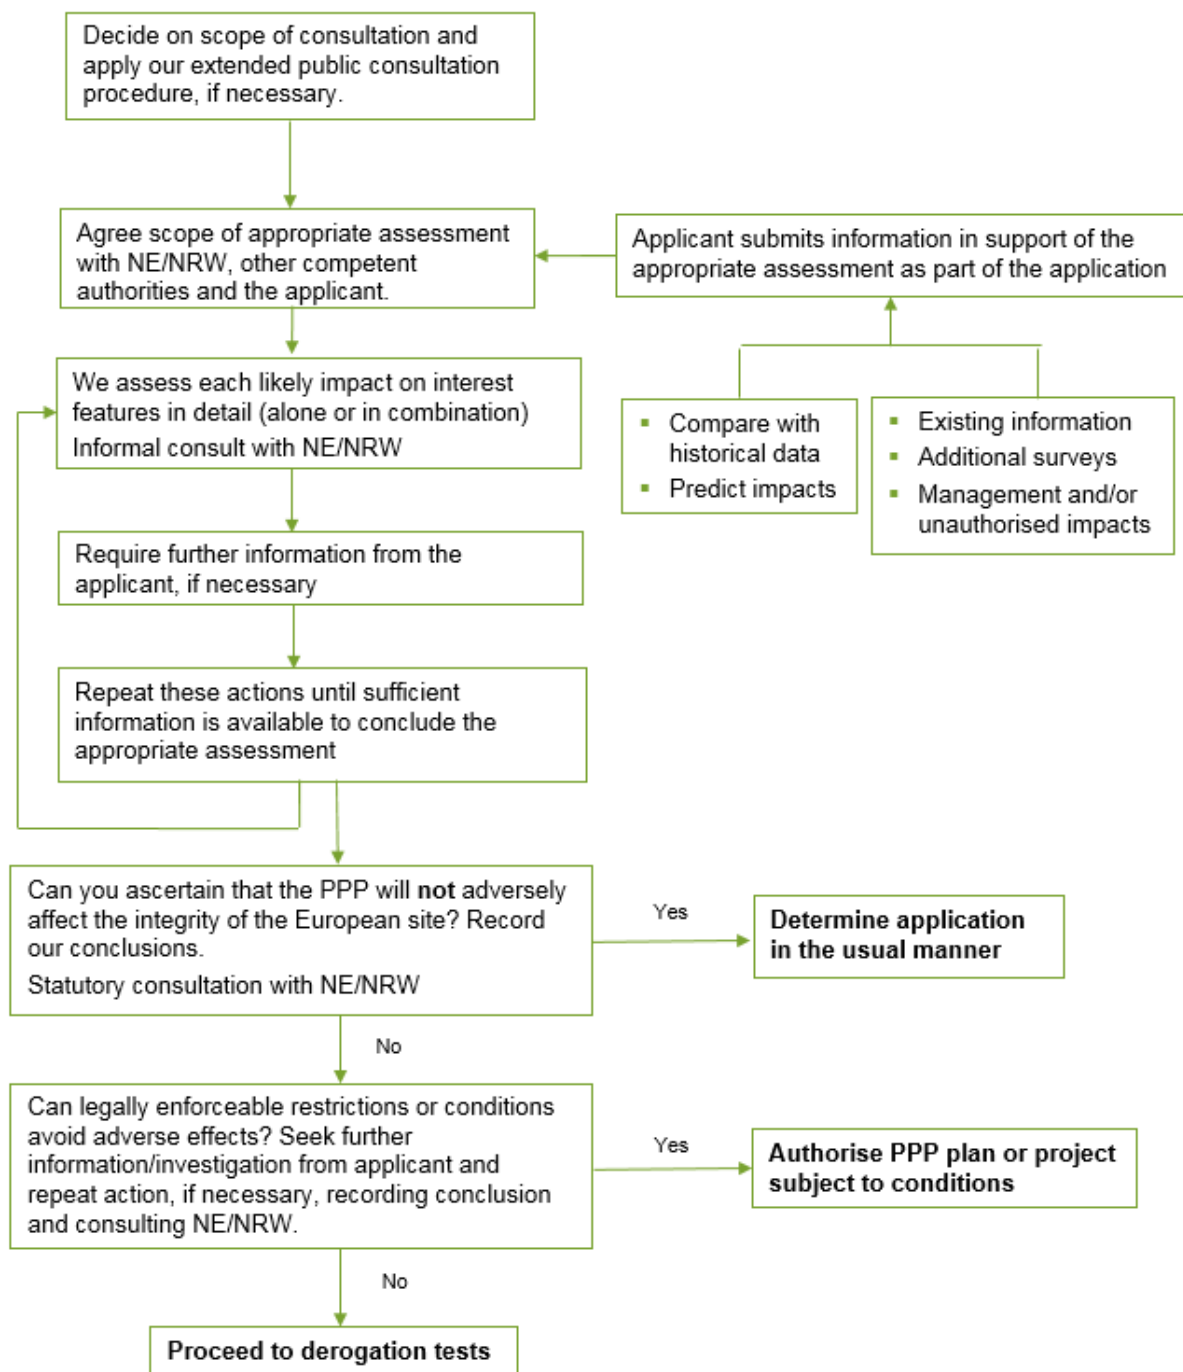 Decide on scope of consultation and
apply our extended public consultation
procedure, if necessary.
Agree scope of appropriate assessment
with NE/NRW, other competent
authorities and the applicant.
Applicant submits information in support of the
appropriate assessment as part of the application
We assess each likely impact on interest
features in detail (alone or in combination)
Informal consult with NE/NRW
▪ Compare with
historical data
▪ Predict impacts
▪ Existing information
▪ Additional surveys
▪ Management and/or
unauthorised impacts
Require further information from the
applicant, if necessary
Repeat these actions until sufficient
information is available to conclude the
appropriate assessment
Can you ascertain that the PPP will not adversely
affect the integrity of the European site? Record
our conclusions.
Statutory consultation with NE/NRW
Yes
Determine application
in the usual manner
No
Can legally enforceable restrictions or conditions
avoid adverse effects? Seek further
information/investigation from applicant and
repeat action, if necessary, recording conclusion
and consulting NE/NRW.
Yes
Authorise PPP plan or project
subject to conditions
No
Proceed to derogation tests